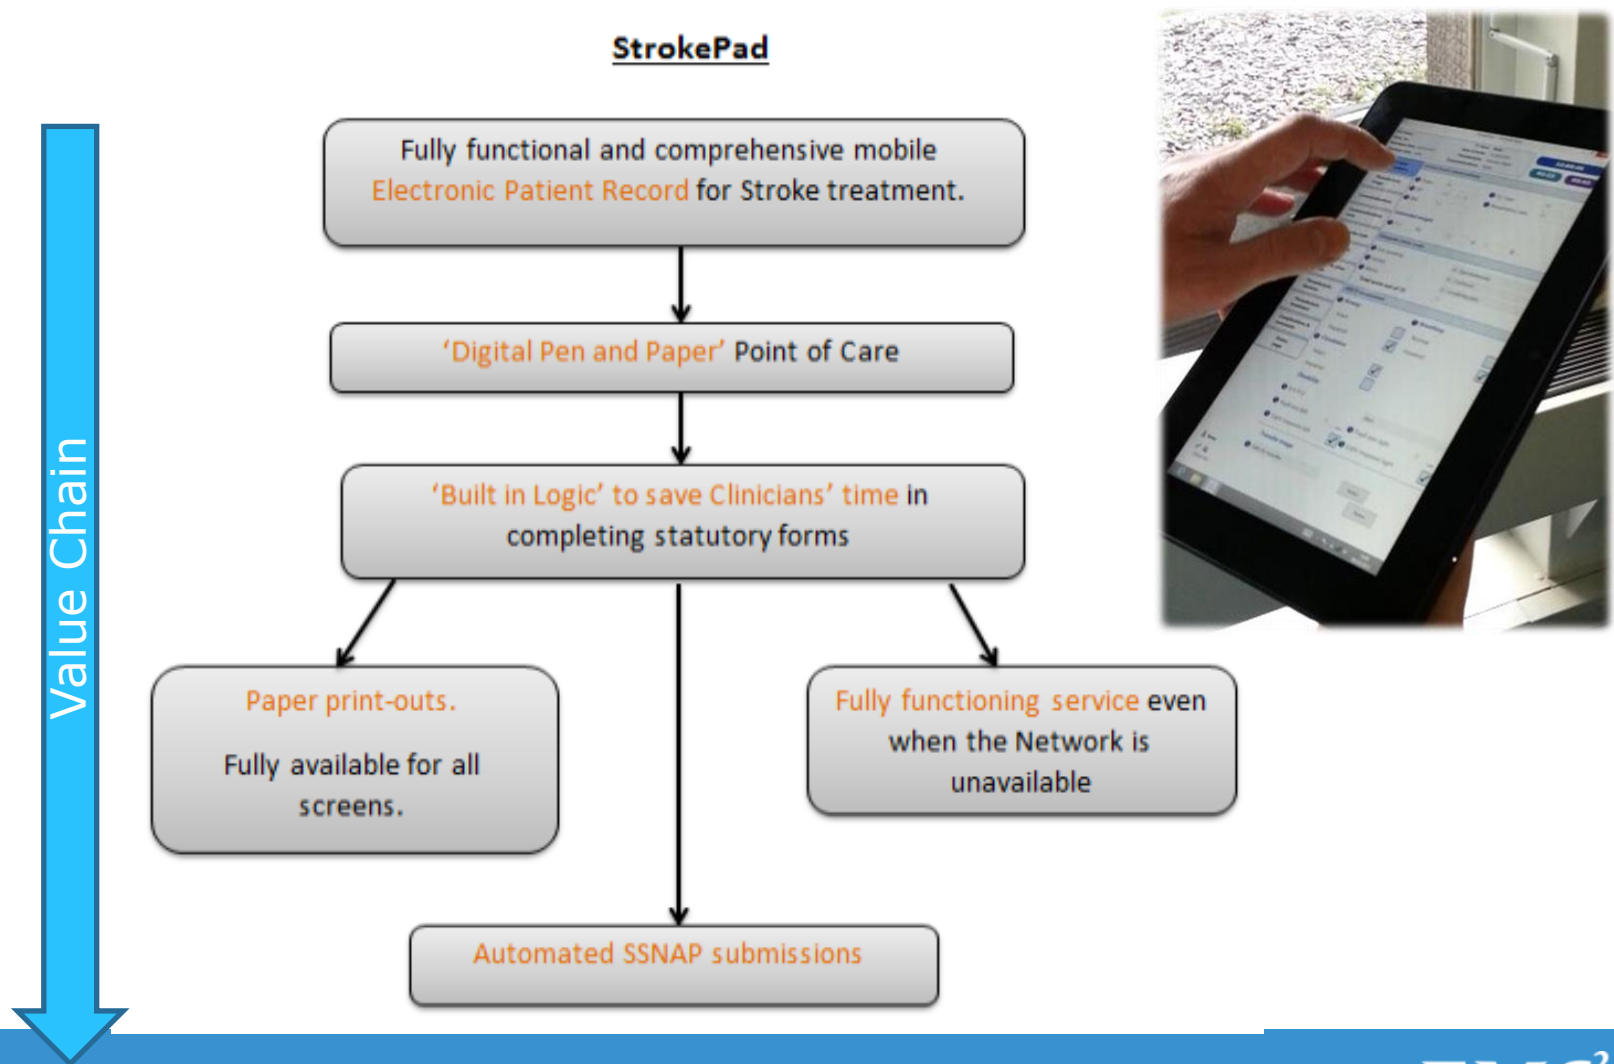 StrokePad
Fully functional and comprehensive mobile
Electronic Patient Record for Stroke treatment.
‘Digital Pen and Paper’ Point of Care
‘Built in Logic’ to save Clinicians’ time in
completing statutory forms
Paper print-outs.
Fully available for all
screens.
Fully functioning service even
when the Network is
unavailable
Automated SSNAP submissions
Value Chain